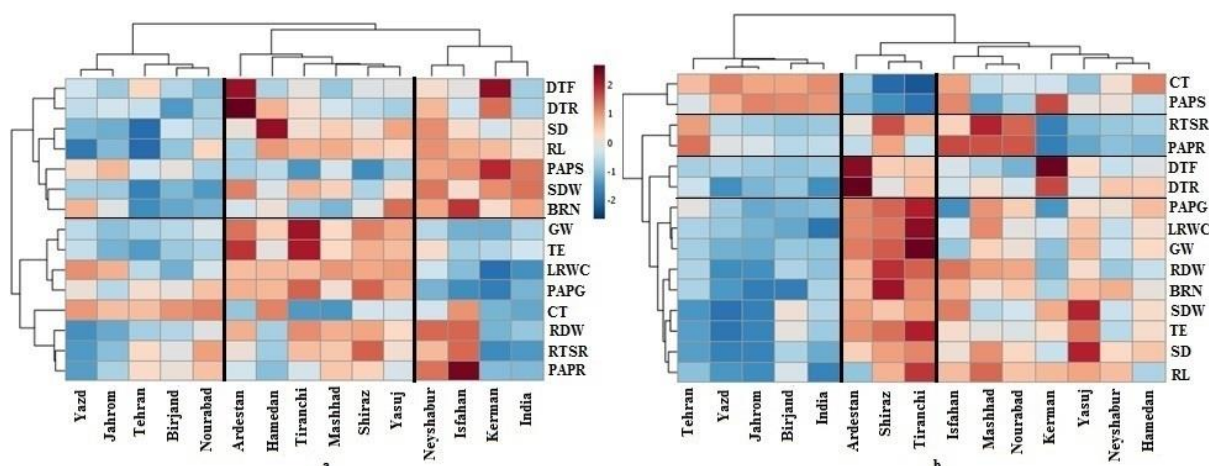 DTF
DTR
SD
RL
PAPS
SDW
BRN
GW
TE
LRWC
PAPG
CT
RDW
RTSR
PAPR
2
1
0
-1
-2
Yazd
Jahrom
Tehran
Birjand
Nourabad
Ardestan
Hamedan
Tiranchi
Mashhad
Shiraz
Yasuj
Neyshabur
Isfahan
Kerman
India
a
CT
PAPS
RTSR
PAPR
DTF
DTR
PAPG
LRWC
GW
RDW
BRN
SDW
TE
SD
RL
Tehran
Yazd
Jahrom
Birjand
India
Ardestan
Shiraz
Tiranchi
Isfahan
Mashhad
Nourabad
Kerman
Yasuj
Neyshabur
Hamedan
b